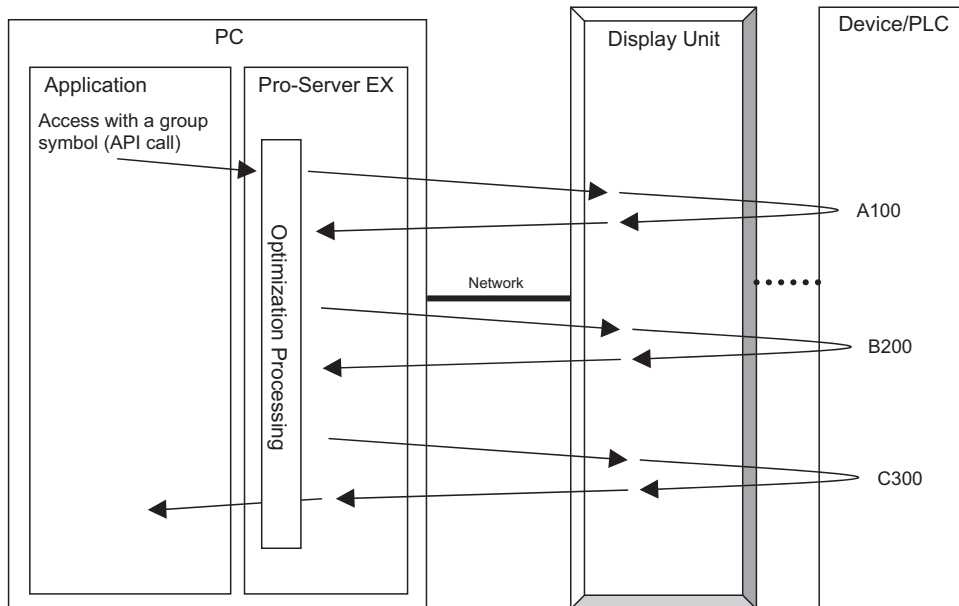 PC
Display Unit
Device/PLC
Application
Pro-Server EX
Access with a group
symbol (API call)
Optimization Processing
Network
A100
B200
C300